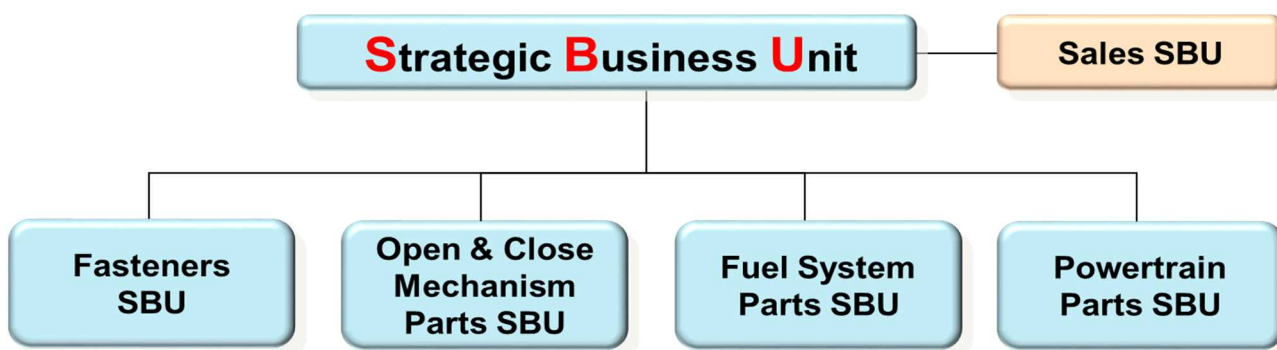 Strategic Business Unit
Sales SBU
Fasteners
SBU
Open & Close
Mechanism
Parts SBU
Fuel System
Parts SBU
Powertrain
Parts SBU